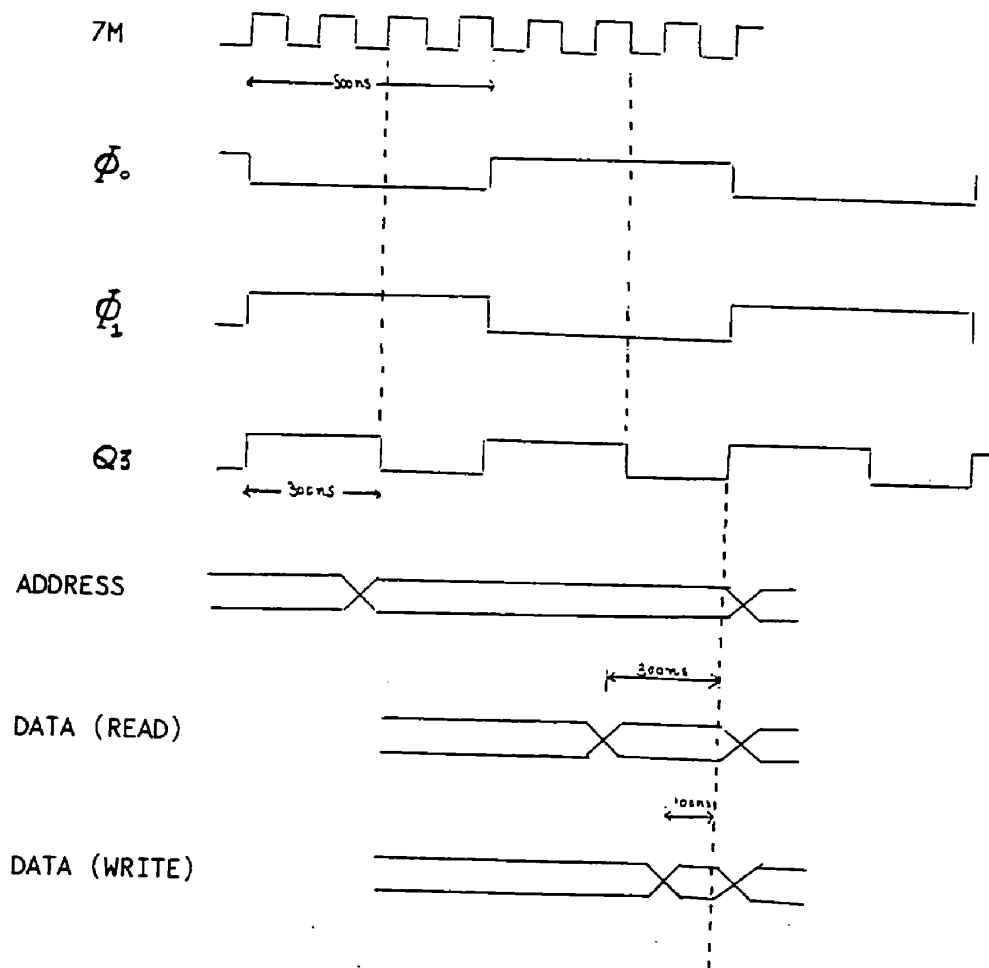 7M
500ns
Φ₀
Φ₁
Q3
300ns
ADDRESS
300ns
DATA (READ)
100ns
DATA (WRITE)